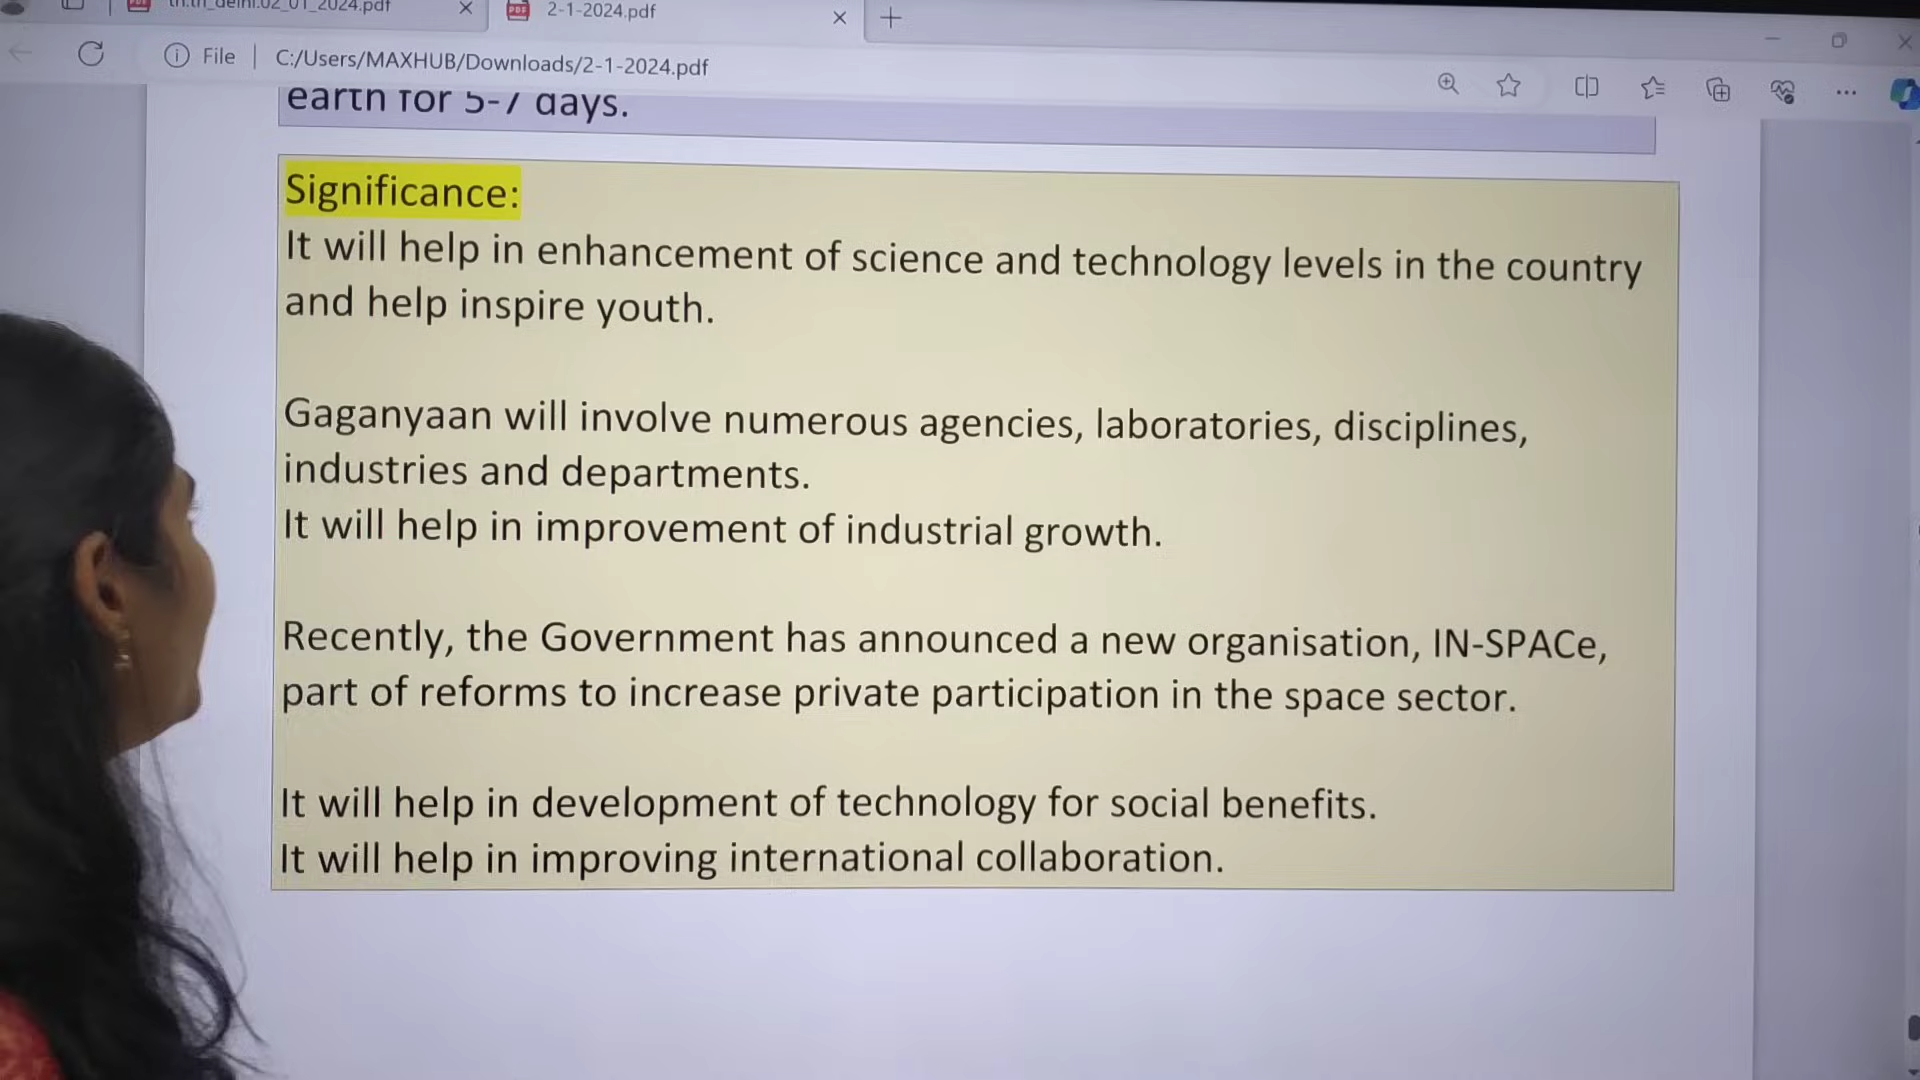 th.th_delhi.02_01_2024.pdf
2-1-2024.pdf
File
C:/Users/MAXHUB/Downloads/2-1-2024.pdf
earth for 5-7 days.
Significance:
It will help in enhancement of science and technology levels in the country
and help inspire youth.
Gaganyaan will involve numerous agencies, laboratories, disciplines,
industries and departments.
It will help in improvement of industrial growth.
Recently, the Government has announced a new organisation, IN-SPACe,
part of reforms to increase private participation in the space sector.
It will help in development of technology for social benefits.
It will help in improving international collaboration.